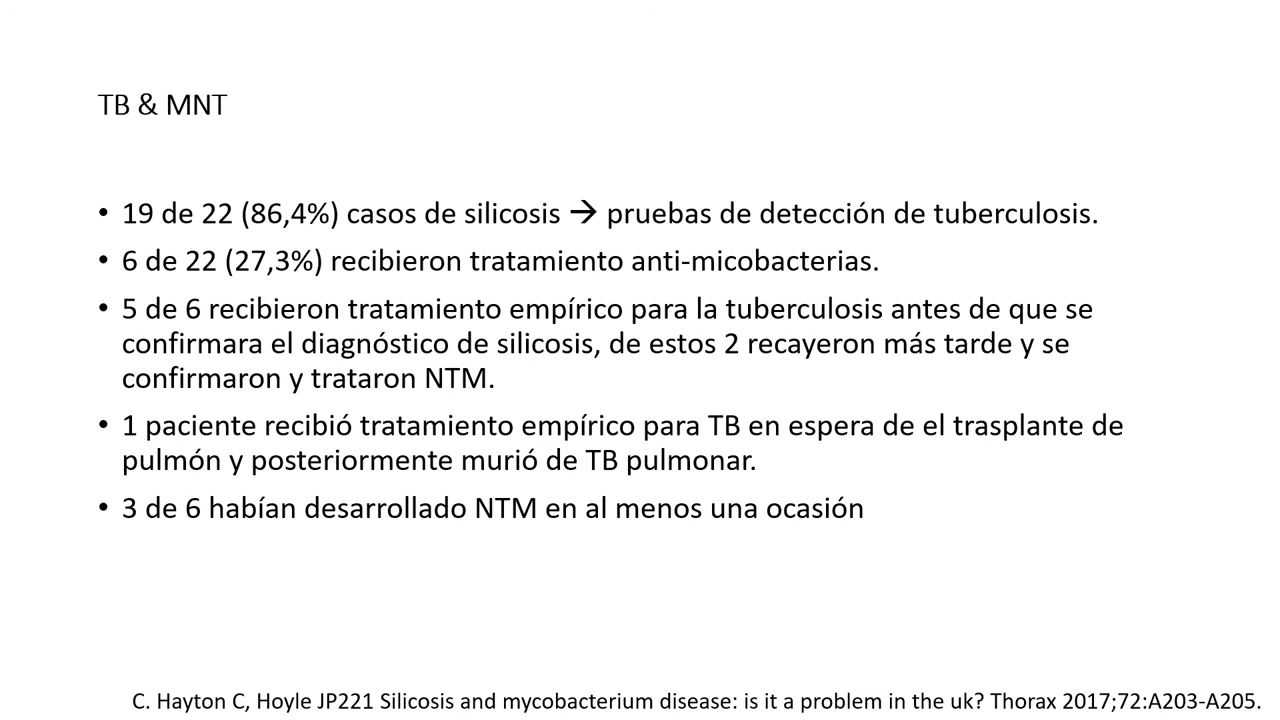 TB & MNT
• 19 de 22 (86,4%) casos de silicosis → pruebas de detección de tuberculosis.
• 6 de 22 (27,3%) recibieron tratamiento anti-micobacterias.
• 5 de 6 recibieron tratamiento empírico para la tuberculosis antes de que se
confirmara el diagnóstico de silicosis, de estos 2 recayeron más tarde y se
confirmaron y trataron NTM.
• 1 paciente recibió tratamiento empírico para TB en espera de el trasplante de
pulmón y posteriormente murió de TB pulmonar.
• 3 de 6 habían desarrollado NTM en al menos una ocasión
C. Hayton C, Hoyle JP221 Silicosis and mycobacterium disease: is it a problem in the uk? Thorax 2017;72:A203-A205.